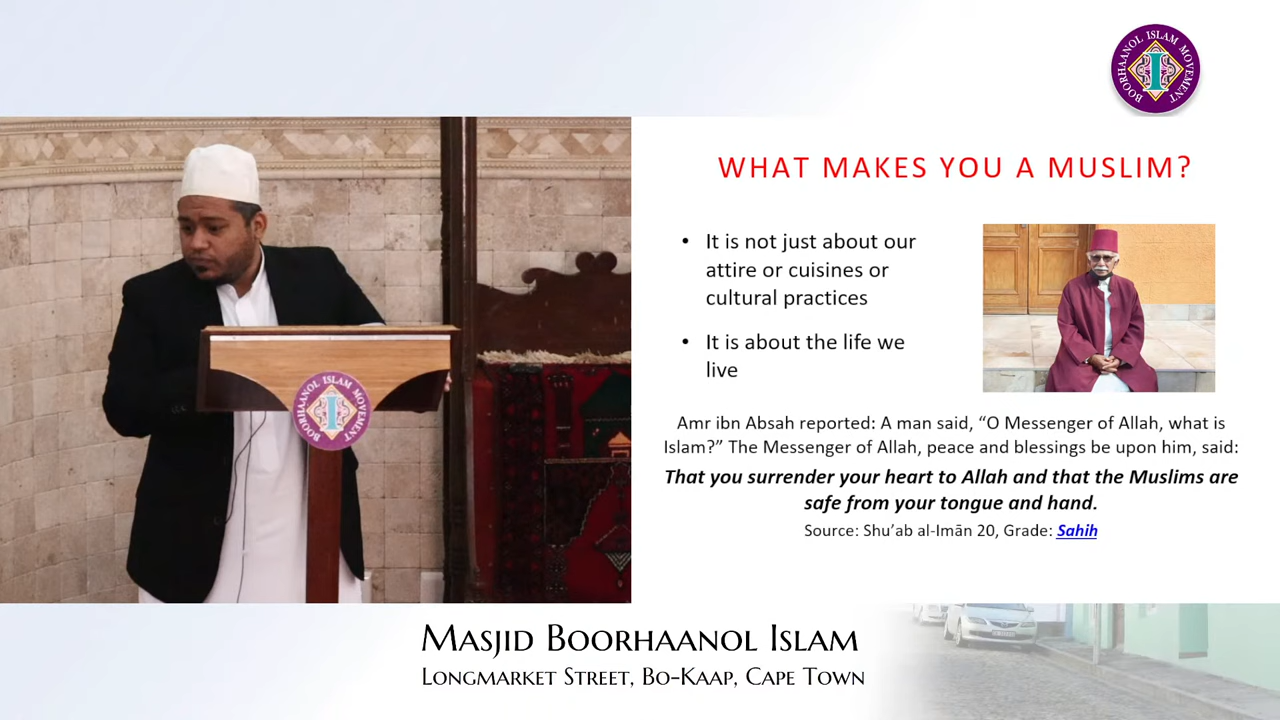 BOORHAANOL ISLAM MOVEMENT
WHAT MAKES YOU A MUSLIM?
• It is not just about our
attire or cuisines or
cultural practices
• It is about the life we
live
Amr ibn Absah reported: A man said, “O Messenger of Allah, what is
Islam?” The Messenger of Allah, peace and blessings be upon him, said:
That you surrender your heart to Allah and that the Muslims are
safe from your tongue and hand.
Source: Shu’ab al-Imān 20, Grade: Sahih
BOORHAANOL ISLAM MOVEMENT
MASJID BOORHAANOL ISLAM
LONGMARKET STREET, BO-KAAP, CAPE TOWN